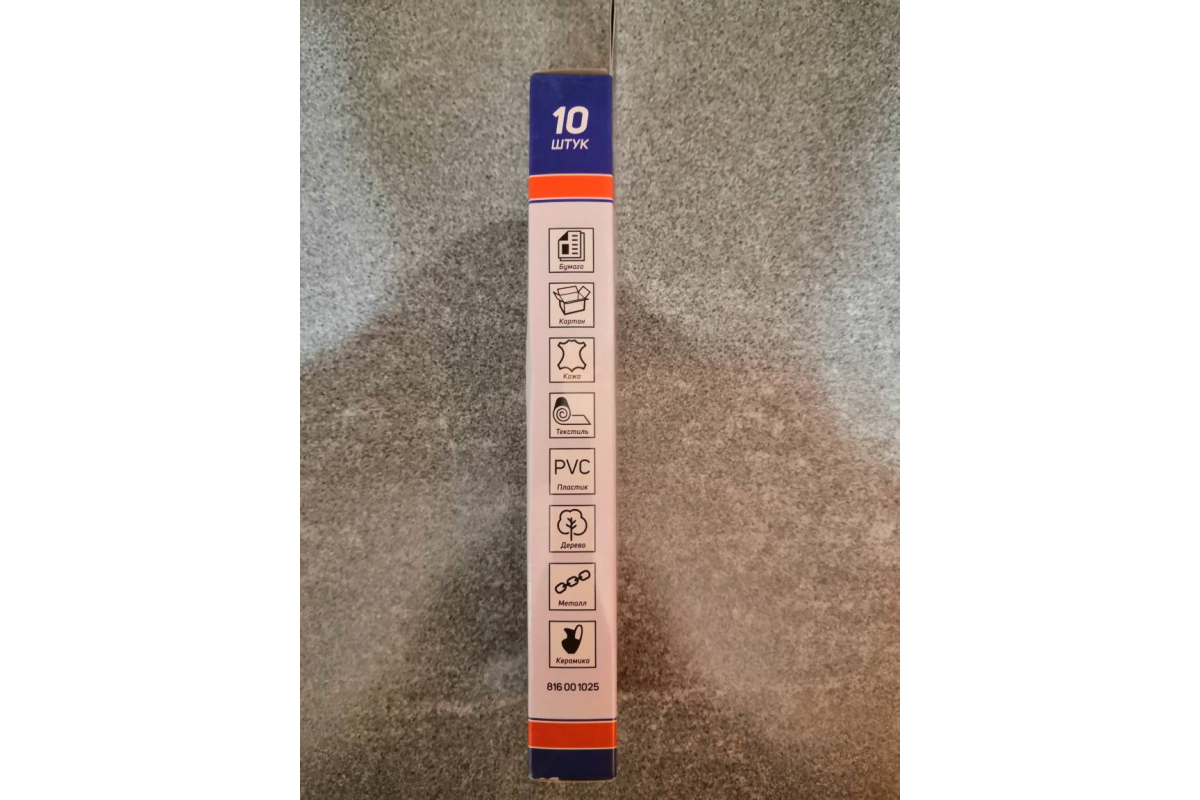 10
ШТУК
Бумага
Картон
Кожа
Текстиль
PVC
Пластик
Дерево
Металл
Керамика
816 00 1025